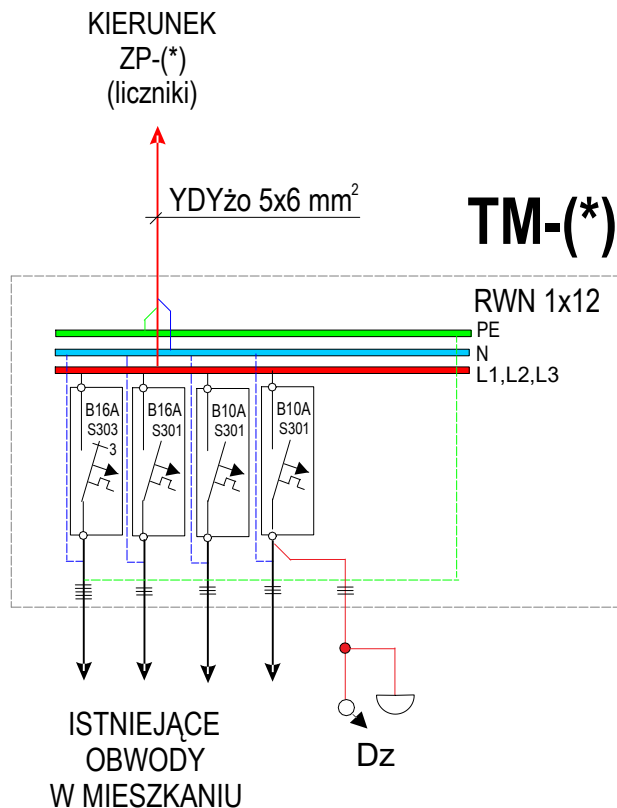 KIERUNEK
ZP-(*)
(liczniki)
YDYżo 5x6 mm²
TM-(*)
RWN 1x12
PE
N
L1,L2,L3
B16A
S303
3
B16A
S301
B10A
S301
B10A
S301
ISTNIEJĄCE
OBWODY
W MIESZKANIU
Dz